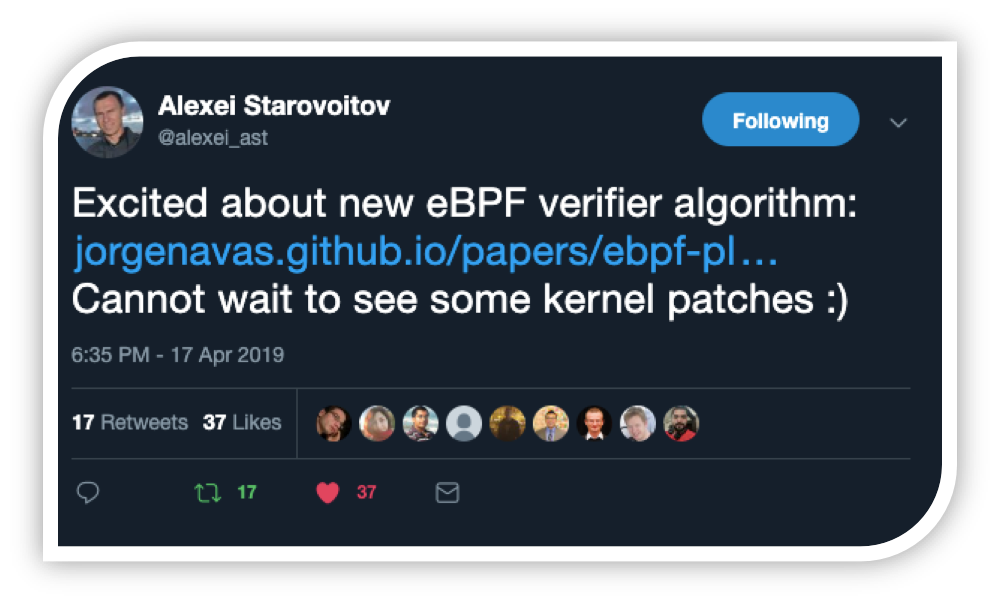 Alexei Starovoitov
@alexei_ast
Following
Excited about new eBPF verifier algorithm:
jorgenavas.github.io/papers/ebpf-pl...
Cannot wait to see some kernel patches :)
6:35 PM - 17 Apr 2019
17 Retweets 37 Likes
17 37